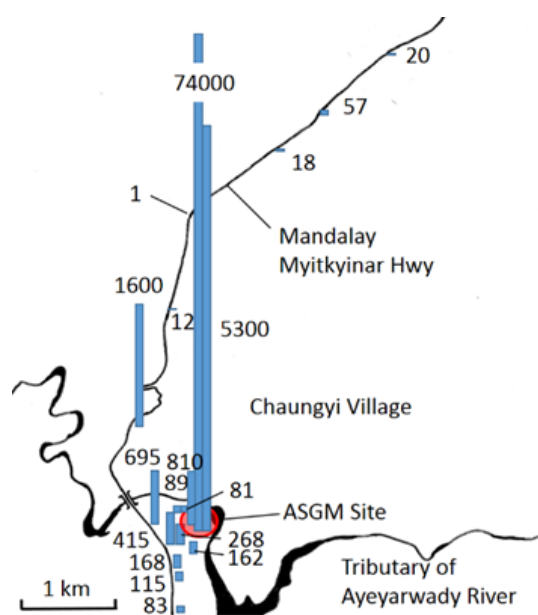 20
74000
57
18
1
Mandalay
Myitkyinar Hwy
1600
12
5300
Chaungyi Village
695
810
89
81
ASGM Site
415
268
162
168
115
83
1 km
Tributary of
Ayeyarwady River